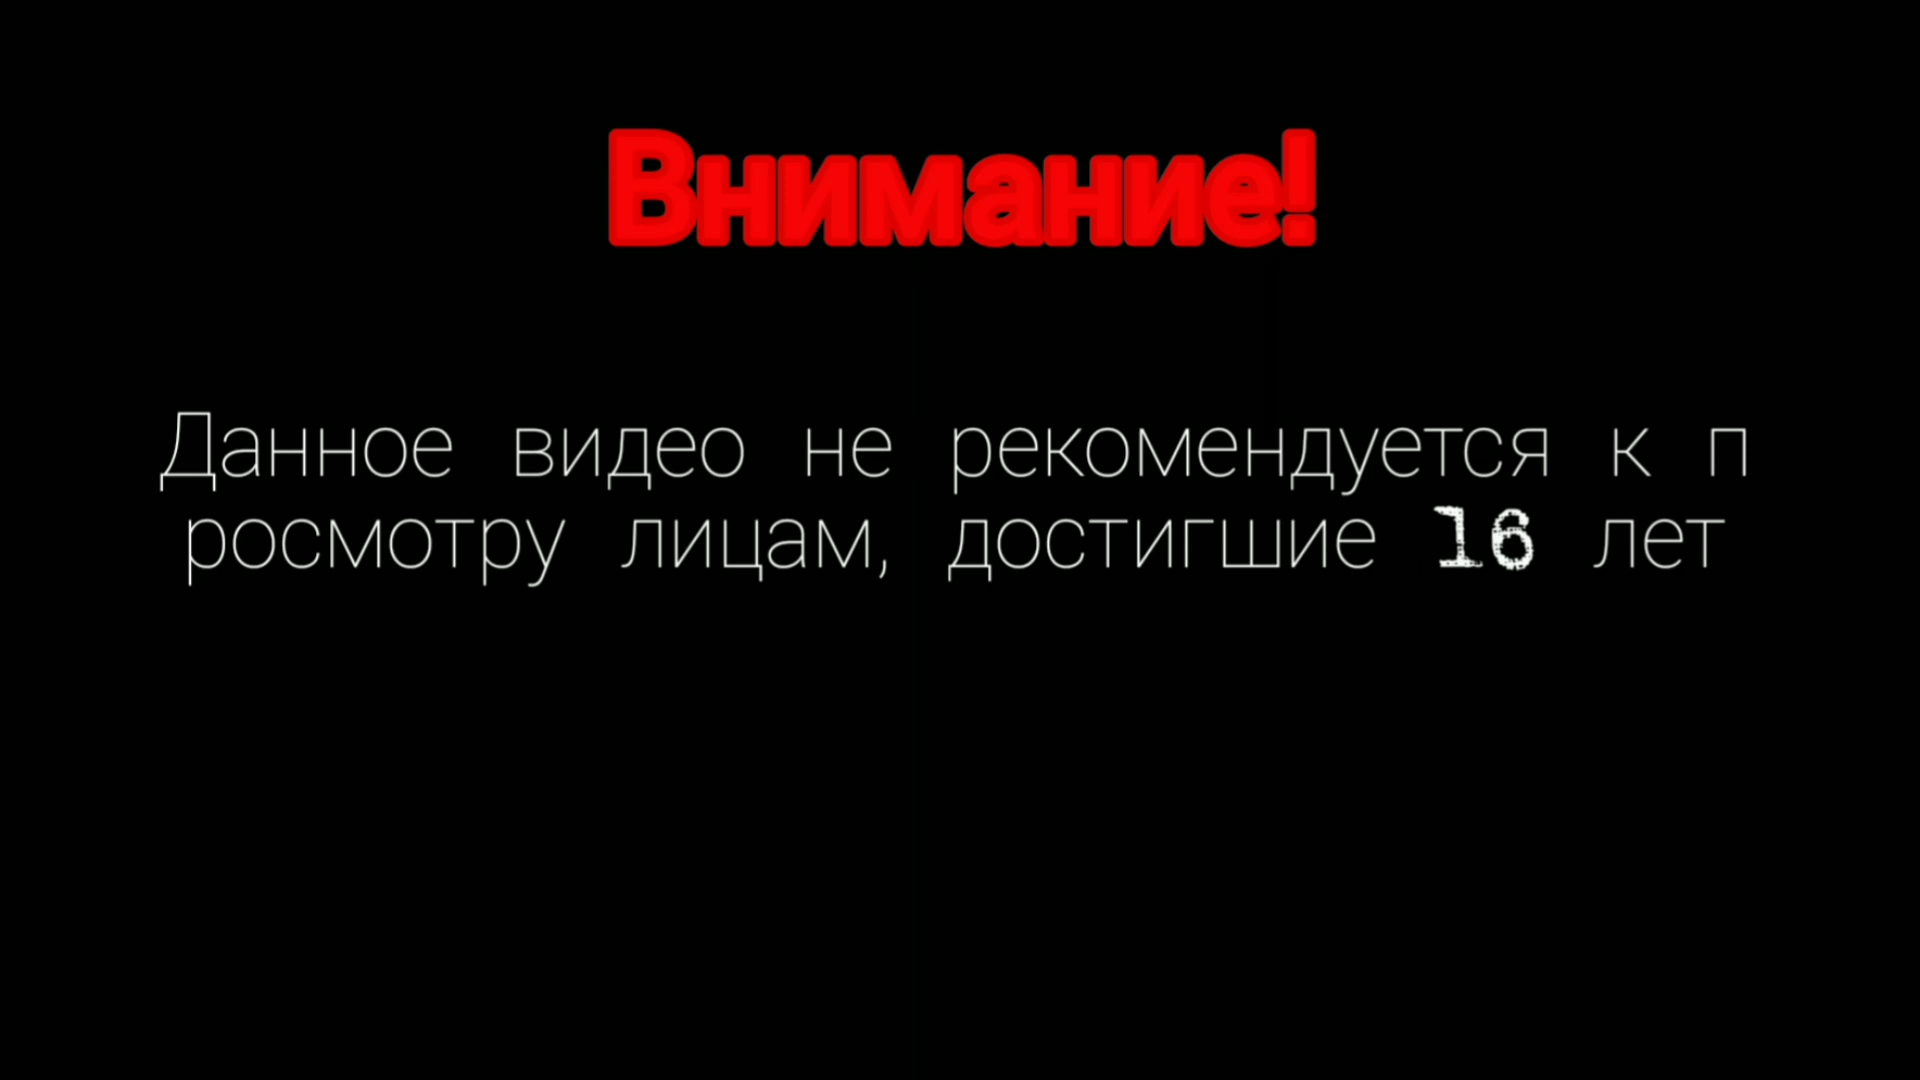 Внимание!
Данное видео не рекомендуется к п
росмотру лицам, достигшие 16 лет